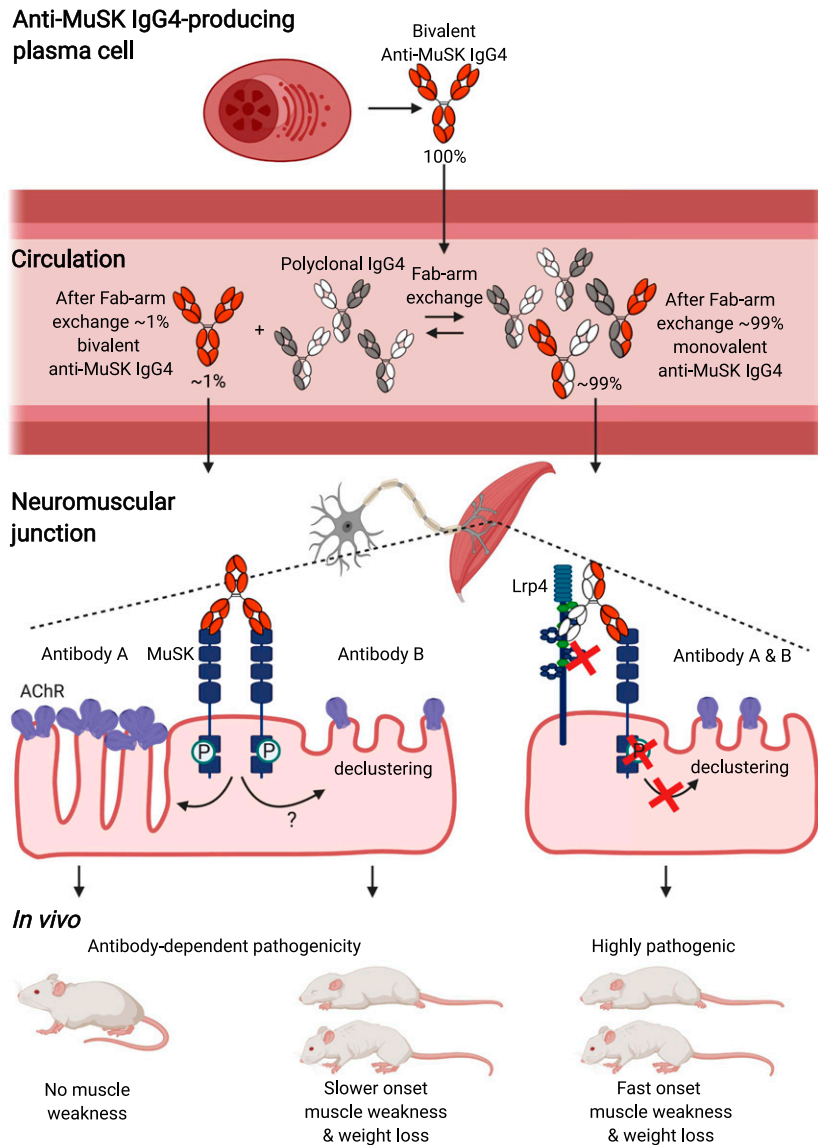 Anti-MuSK IgG4-producing
plasma cell
Bivalent
Anti-MuSK IgG4
100%
Circulation
After Fab-arm
exchange ~1%
bivalent
anti-MuSK IgG4
~1%
+
Polyclonal IgG4
Fab-arm
exchange
~99%
After Fab-arm
exchange ~99%
monovalent
anti-MuSK IgG4
Neuromuscular
junction
Antibody A
MuSK
Antibody B
AChR
P
P
declustering
?
Lrp4
Antibody A & B
P
declustering
In vivo
Antibody-dependent pathogenicity
Highly pathogenic
No muscle
weakness
Slower onset
muscle weakness
& weight loss
Fast onset
muscle weakness
& weight loss